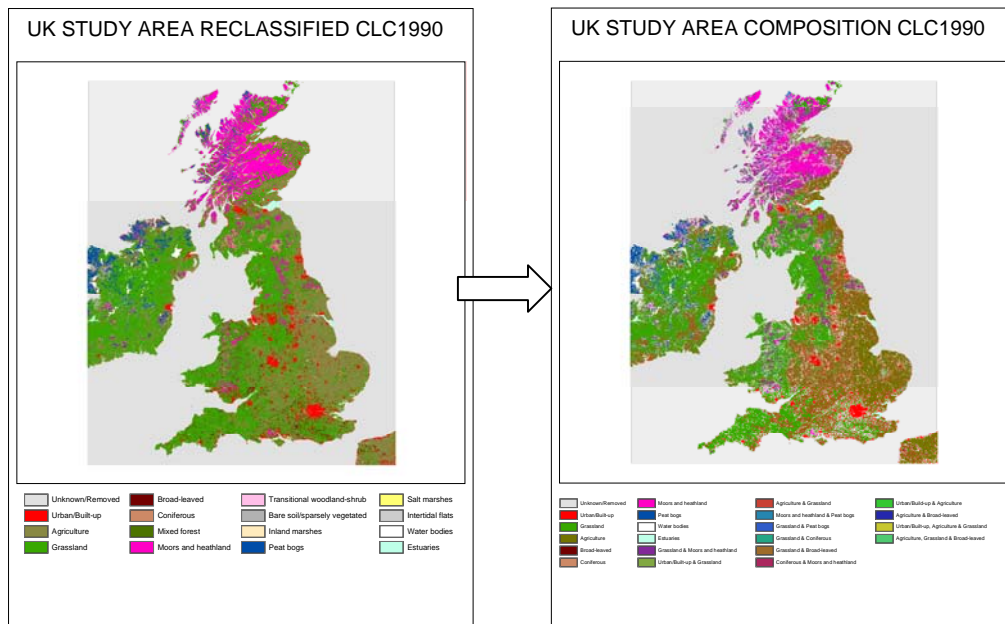 UK STUDY AREA RECLASSIFIED CLC1990
Unknown/Removed
Urban/Built-up
Agriculture
Grassland
Broad-leaved
Coniferous
Mixed forest
Moors and heathland
Transitional woodland-shrub
Bare soil/sparsely vegetated
Inland marshes
Peat bogs
Salt marshes
Intertidal flats
Water bodies
Estuaries
UK STUDY AREA COMPOSITION CLC1990
Unknown/Removed
Urban/Built-up
Grassland
Agriculture
Broad-leaved
Coniferous
Moors and heathland
Peat bogs
Water bodies
Estuaries
Grassland & Moors and heathland
Urban/Built-up & Grassland
Agriculture & Grassland
Moors and heathland & Peat bogs
Grassland & Peat bogs
Grassland & Coniferous
Grassland & Broad-leaved
Coniferous & Moors and heathland
Urban/Build-up & Agriculture
Agriculture & Broad-leaved
Urban/Built-up, Agriculture & Grassland
Agriculture, Grassland & Broad-leaved